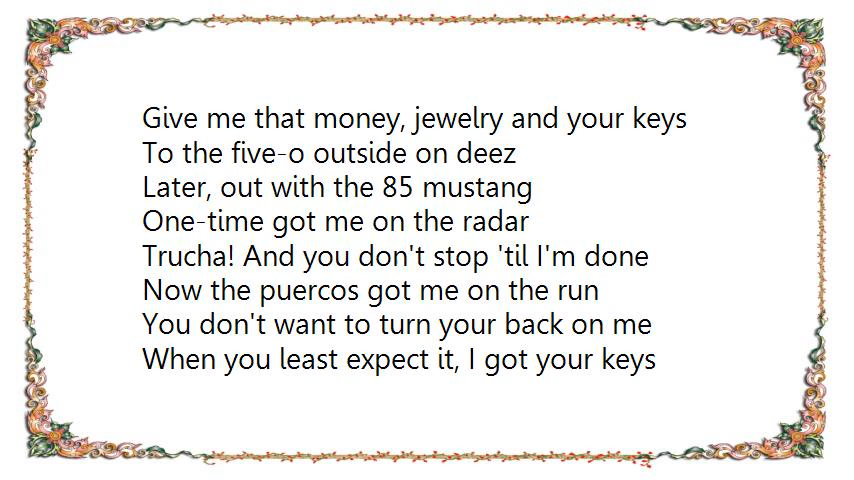 Give me that money, jewelry and your keys
To the five-o outside on deez
Later, out with the 85 mustang
One-time got me on the radar
Trucha! And you don't stop 'til I'm done
Now the puercos got me on the run
You don't want to turn your back on me
When you least expect it, I got your keys